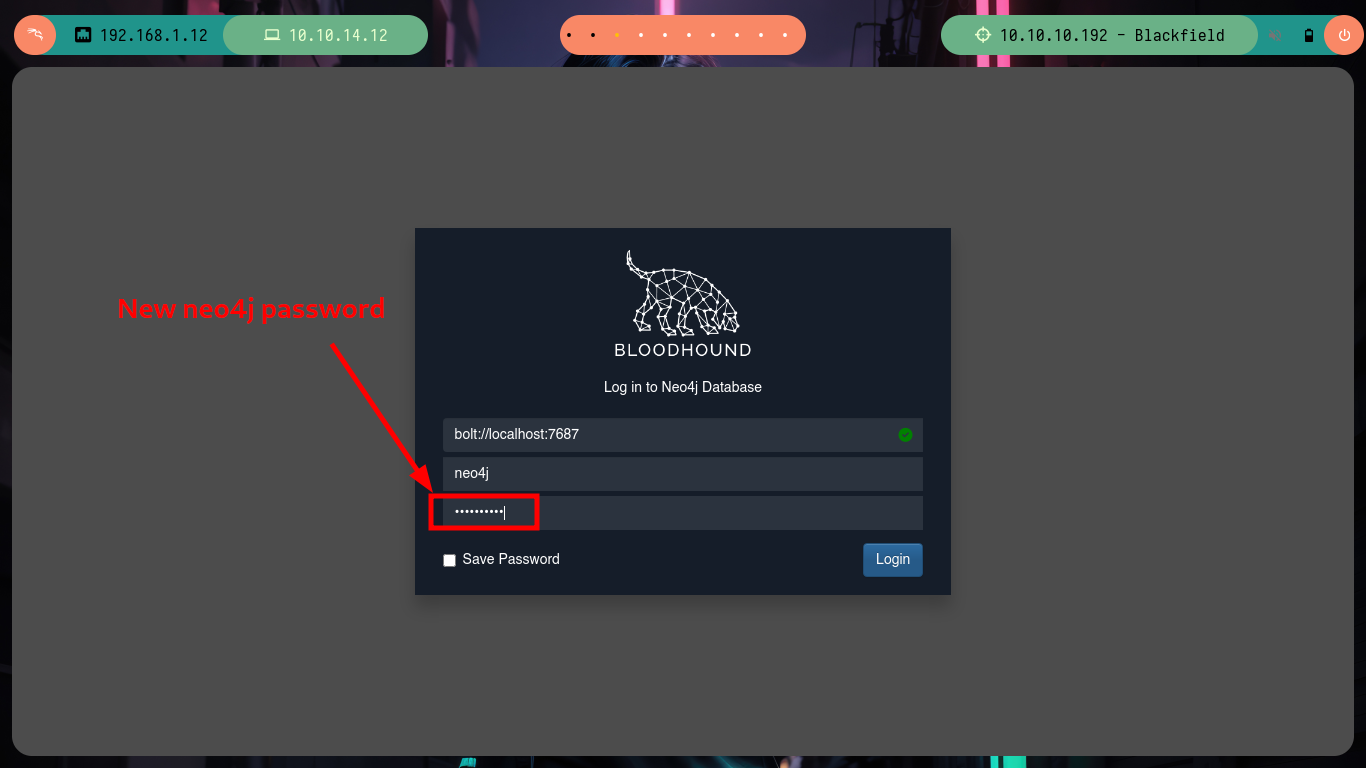 192.168.1.12
10.10.14.12
10.10.10.192 - Blackfield
New neo4j password
BLOODHOUND
Log in to Neo4j Database
bolt://localhost:7687
neo4j
••••••••••
Save Password
Login